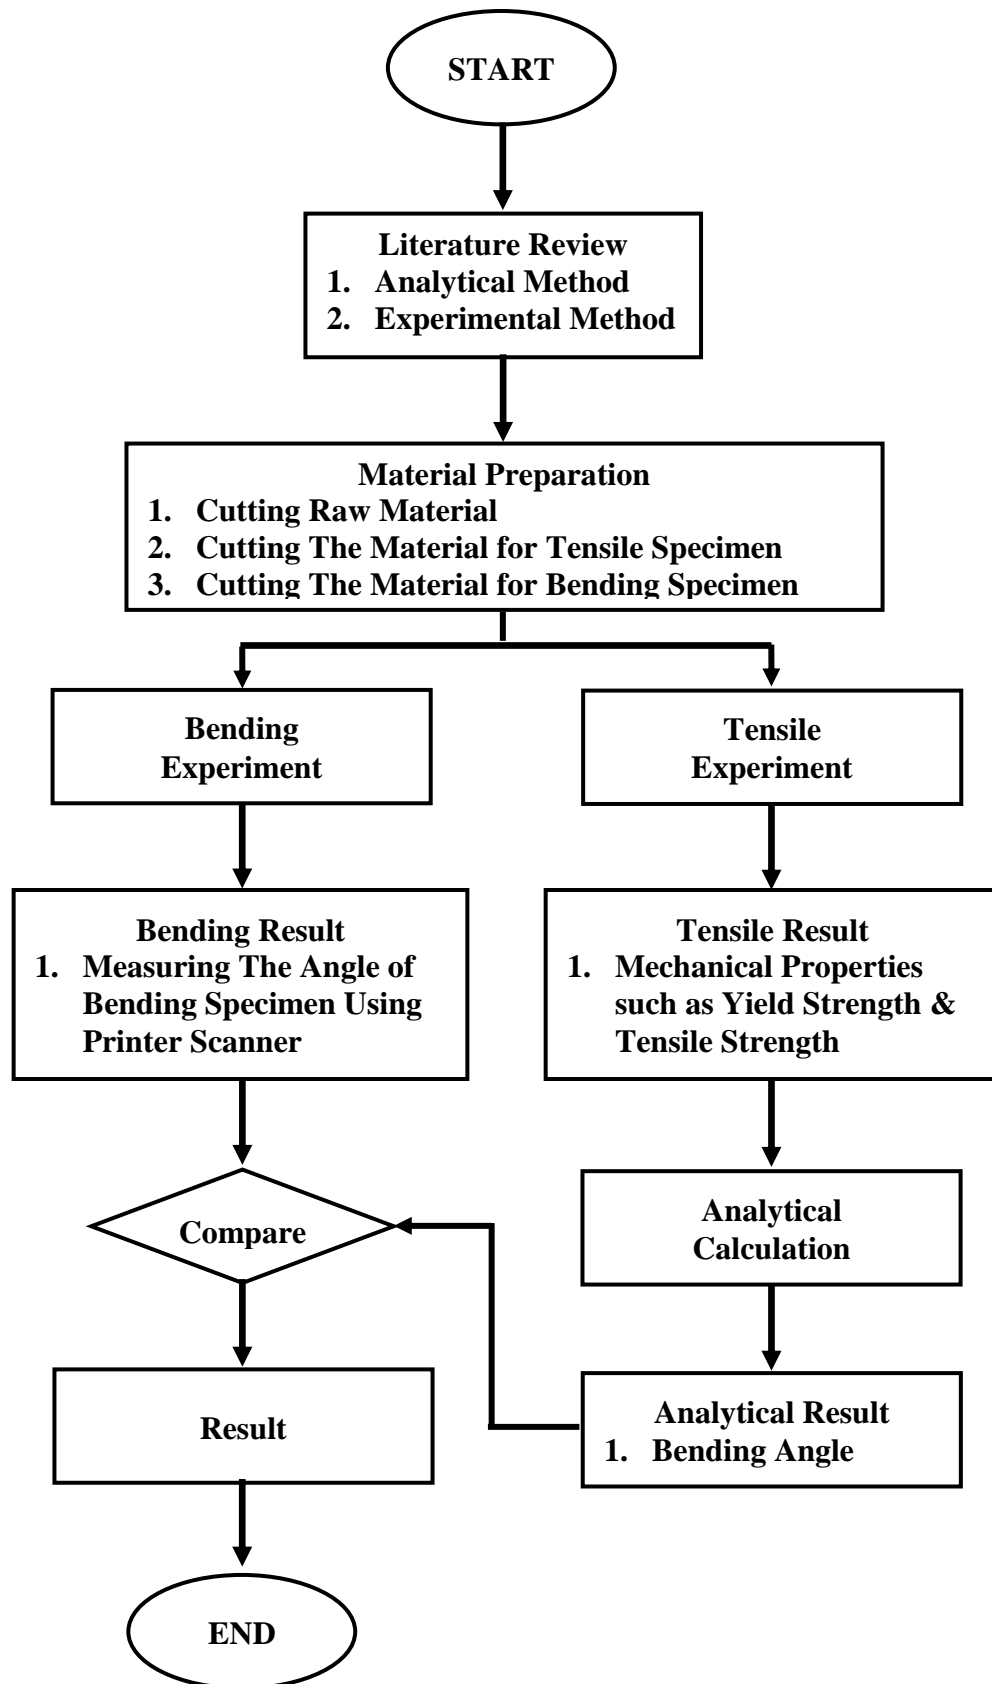 START
Literature Review
1. Analytical Method
2. Experimental Method
Material Preparation
1. Cutting Raw Material
2. Cutting The Material for Tensile Specimen
3. Cutting The Material for Bending Specimen
Bending
Experiment
Tensile
Experiment
Bending Result
1. Measuring The Angle of
Bending Specimen Using
Printer Scanner
Tensile Result
1. Mechanical Properties
such as Yield Strength &
Tensile Strength
Compare
Analytical
Calculation
Result
Analytical Result
1. Bending Angle
END